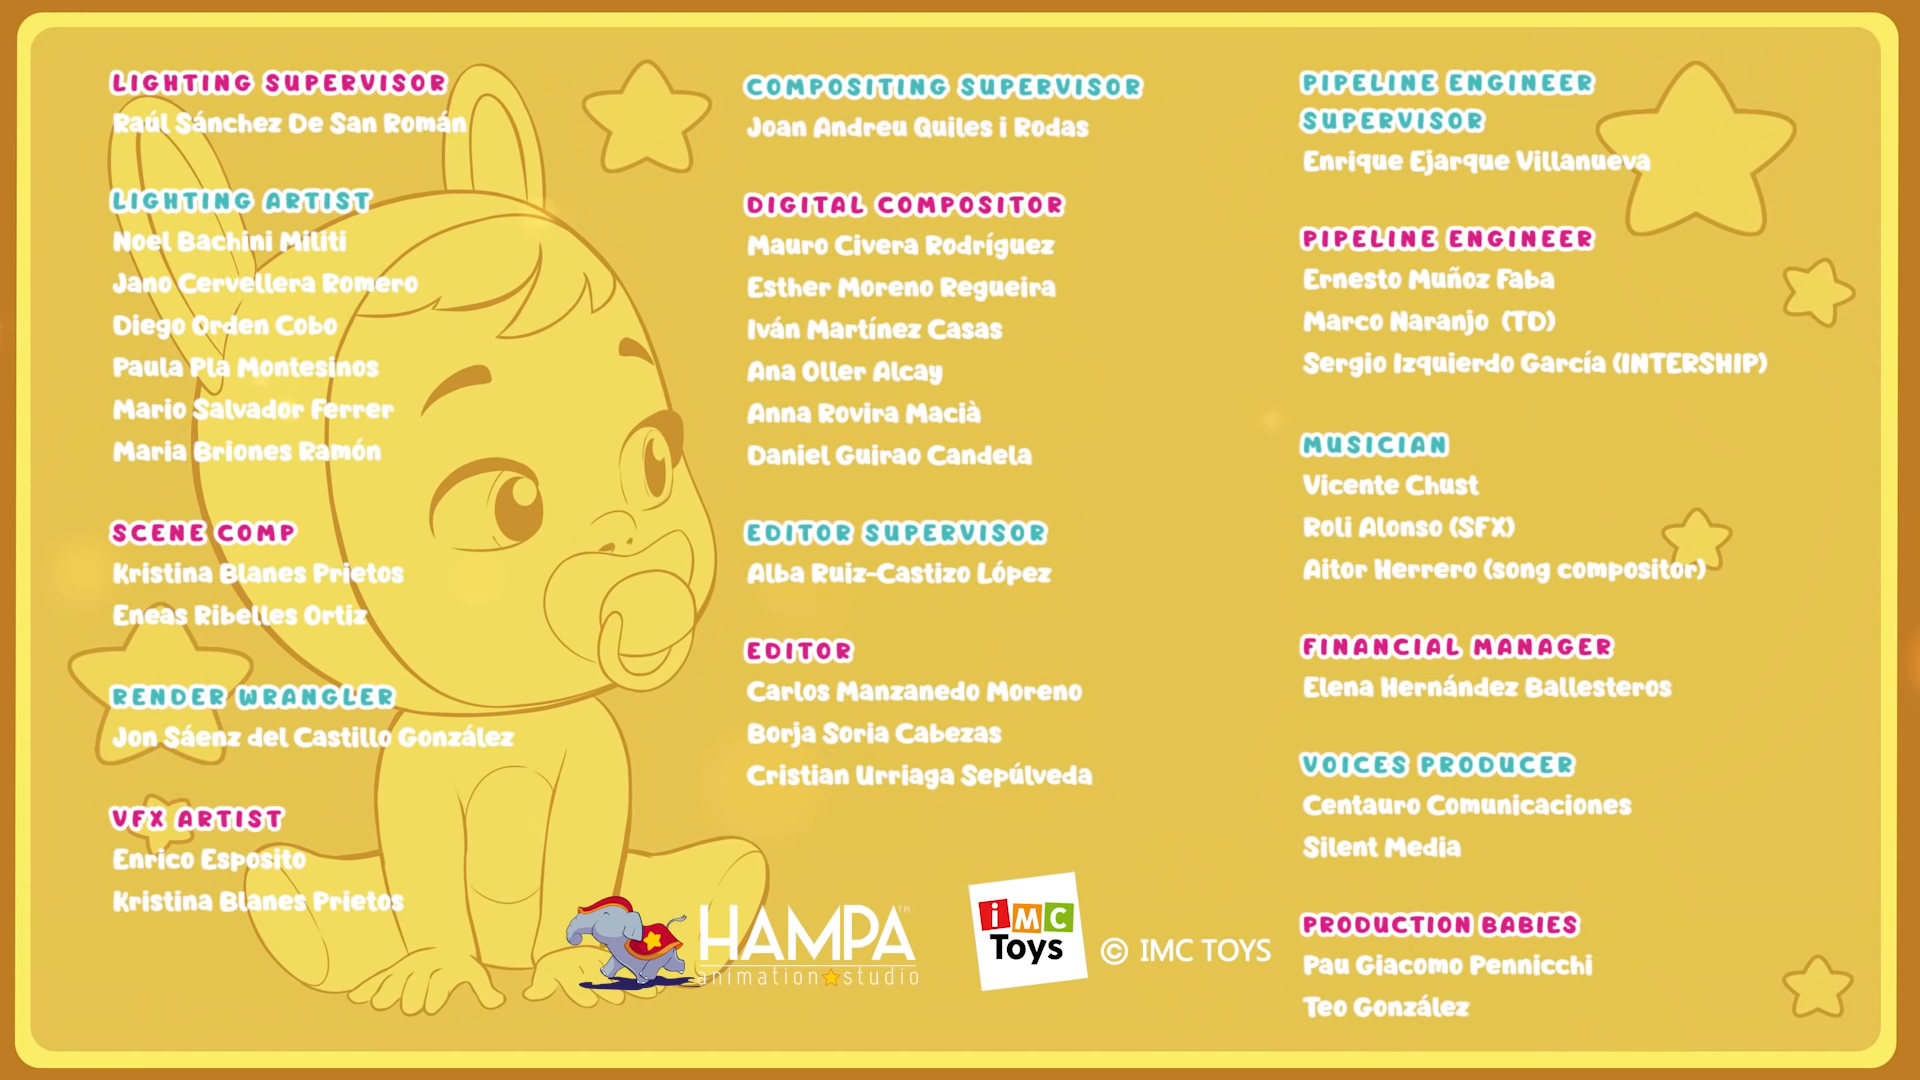 LIGHTING SUPERVISOR
Raúl Sánchez De San Román
LIGHTING ARTIST
Noel Bachini Militi
Jano Cervellera Romero
Diego Orden Cobo
Paula Pla Montesinos
Mario Salvador Ferrer
Maria Briones Ramón
SCENE COMP
Kristina Blanes Prietos
Eneas Ribelles Ortiz
RENDER WRANGLER
Jon Sáenz del Castillo González
VFX ARTIST
Enrico Esposito
Kristina Blanes Prietos
COMPOSITING SUPERVISOR
Joan Andreu Quiles i Rodas
DIGITAL COMPOSITOR
Mauro Civera Rodríguez
Esther Moreno Regueira
Iván Martínez Casas
Ana Oller Alcay
Anna Rovira Macià
Daniel Guirao Candela
EDITOR SUPERVISOR
Alba Ruiz-Castizo López
EDITOR
Carlos Manzanedo Moreno
Borja Soria Cabezas
Cristian Urriaga Sepúlveda
HAMPA™
animation studio
iMC
Toys
© IMC TOYS
PIPELINE ENGINEER
SUPERVISOR
Enrique Ejarque Villanueva
PIPELINE ENGINEER
Ernesto Muñoz Faba
Marco Naranjo (TD)
Sergio Izquierdo García (INTERSHIP)
MUSICIAN
Vicente Chust
Roli Alonso (SFX)
Aitor Herrero (song compositor)
FINANCIAL MANAGER
Elena Hernández Ballesteros
VOICES PRODUCER
Centauro Comunicaciones
Silent Media
PRODUCTION BABIES
Pau Giacomo Pennicchi
Teo González